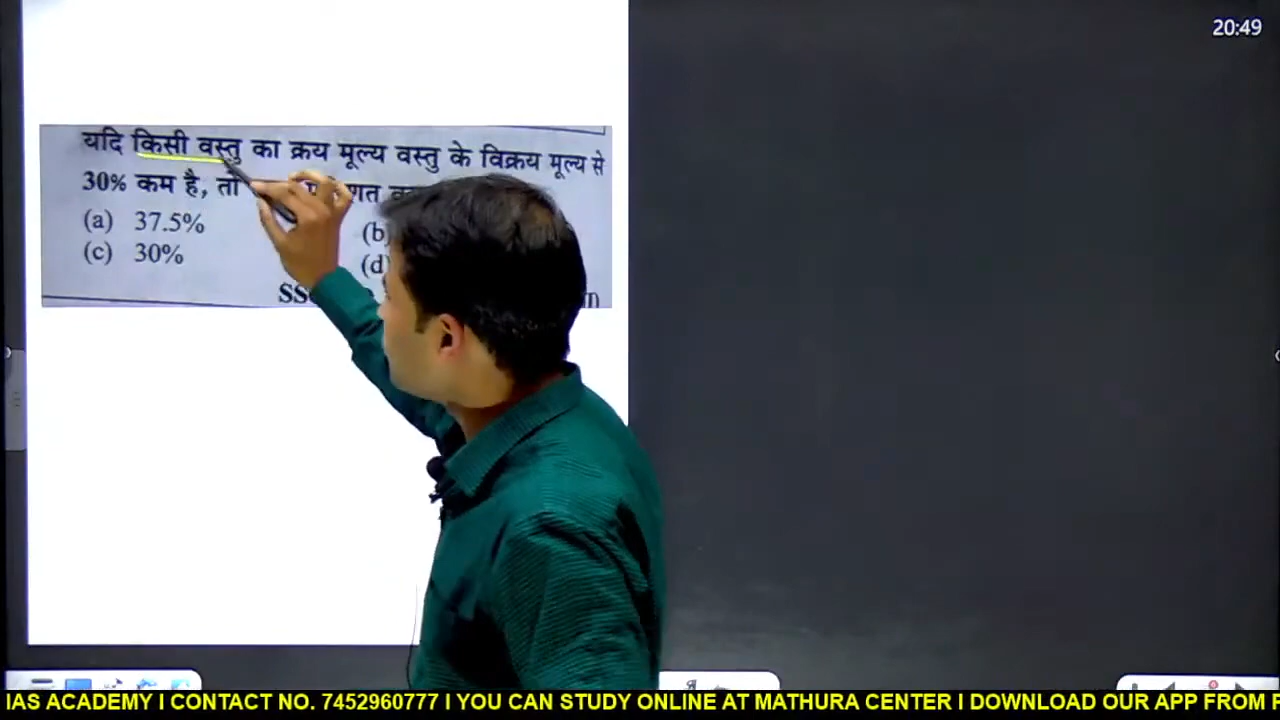 20:49
यदि किसी वस्तु का क्रय मूल्य वस्तु के विक्रय मूल्य से
30% कम है, तो
(a) 37.5% (b)
(c) 30% (d)
IAS ACADEMY I CONTACT NO. 7452960777 I YOU CAN STUDY ONLINE AT MATHURA CENTER I DOWNLOAD OUR APP FROM